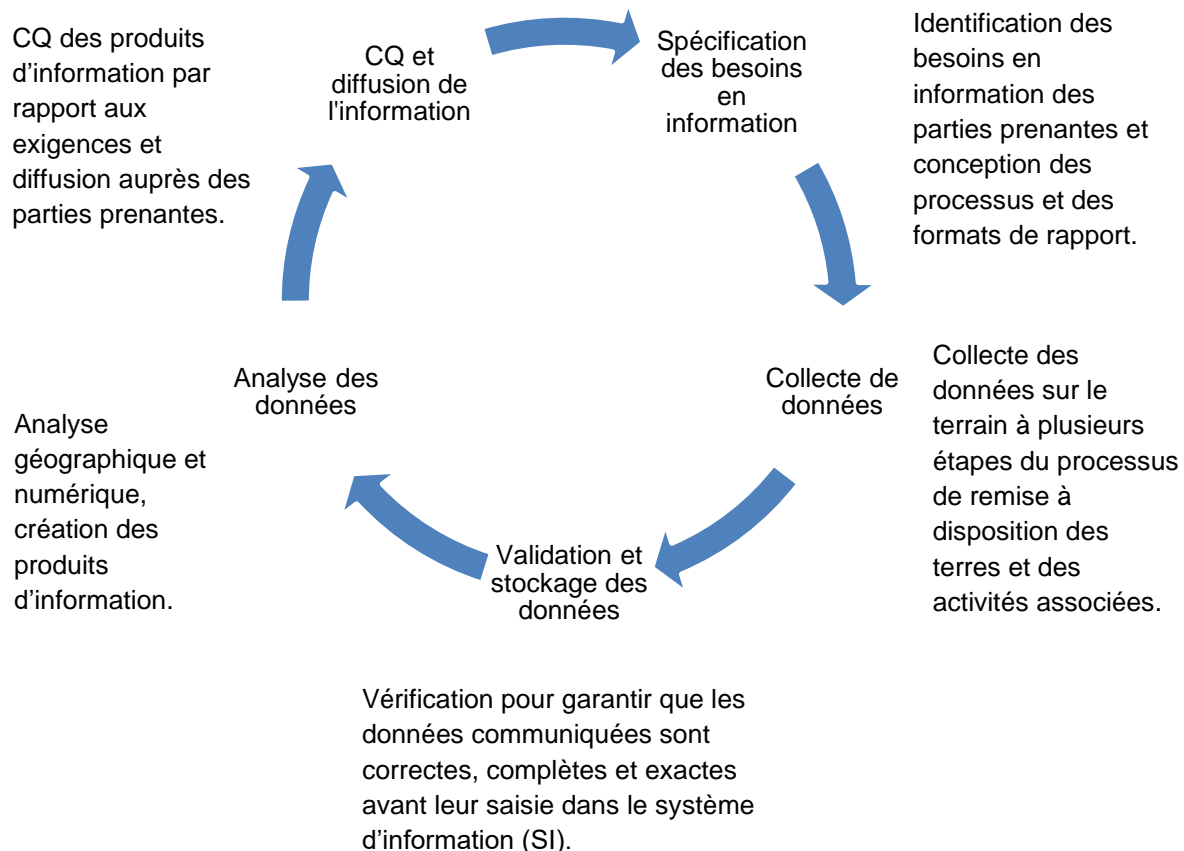 CQ des produits
d’information par
rapport aux
exigences et
diffusion auprès des
parties prenantes.
CQ et
diffusion de
l'information
Spécification
des besoins
en
information
Identification des
besoins en
information des
parties prenantes et
conception des
processus et des
formats de rapport.
Collecte de
données
Collecte des
données sur le
terrain à plusieurs
étapes du processus
de remise à
disposition des
terres et des
activités associées.
Validation et
stockage des
données
Vérification pour garantir que les
données communiquées sont
correctes, complètes et exactes
avant leur saisie dans le système
d’information (SI).
Analyse des
données
Analyse
géographique et
numérique,
création des
produits
d’information.